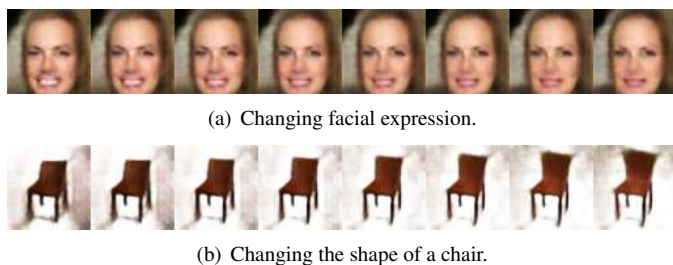 (a) Changing facial expression.
(b) Changing the shape of a chair.